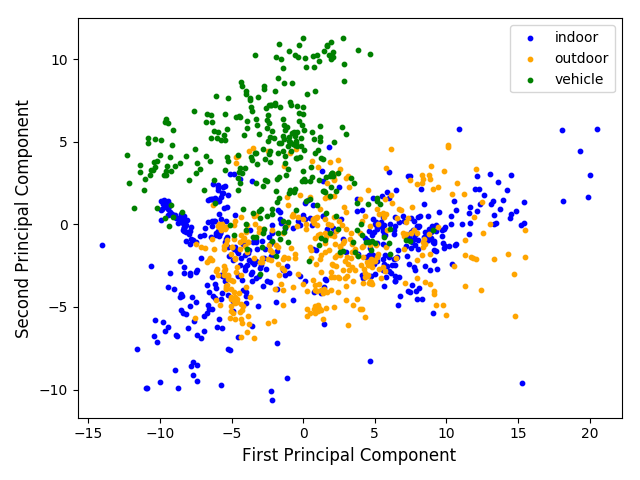 indoor
outdoor
vehicle
10
5
0
−5
−10
Second Principal Component
−15
−10
−5
0
5
10
15
20
First Principal Component